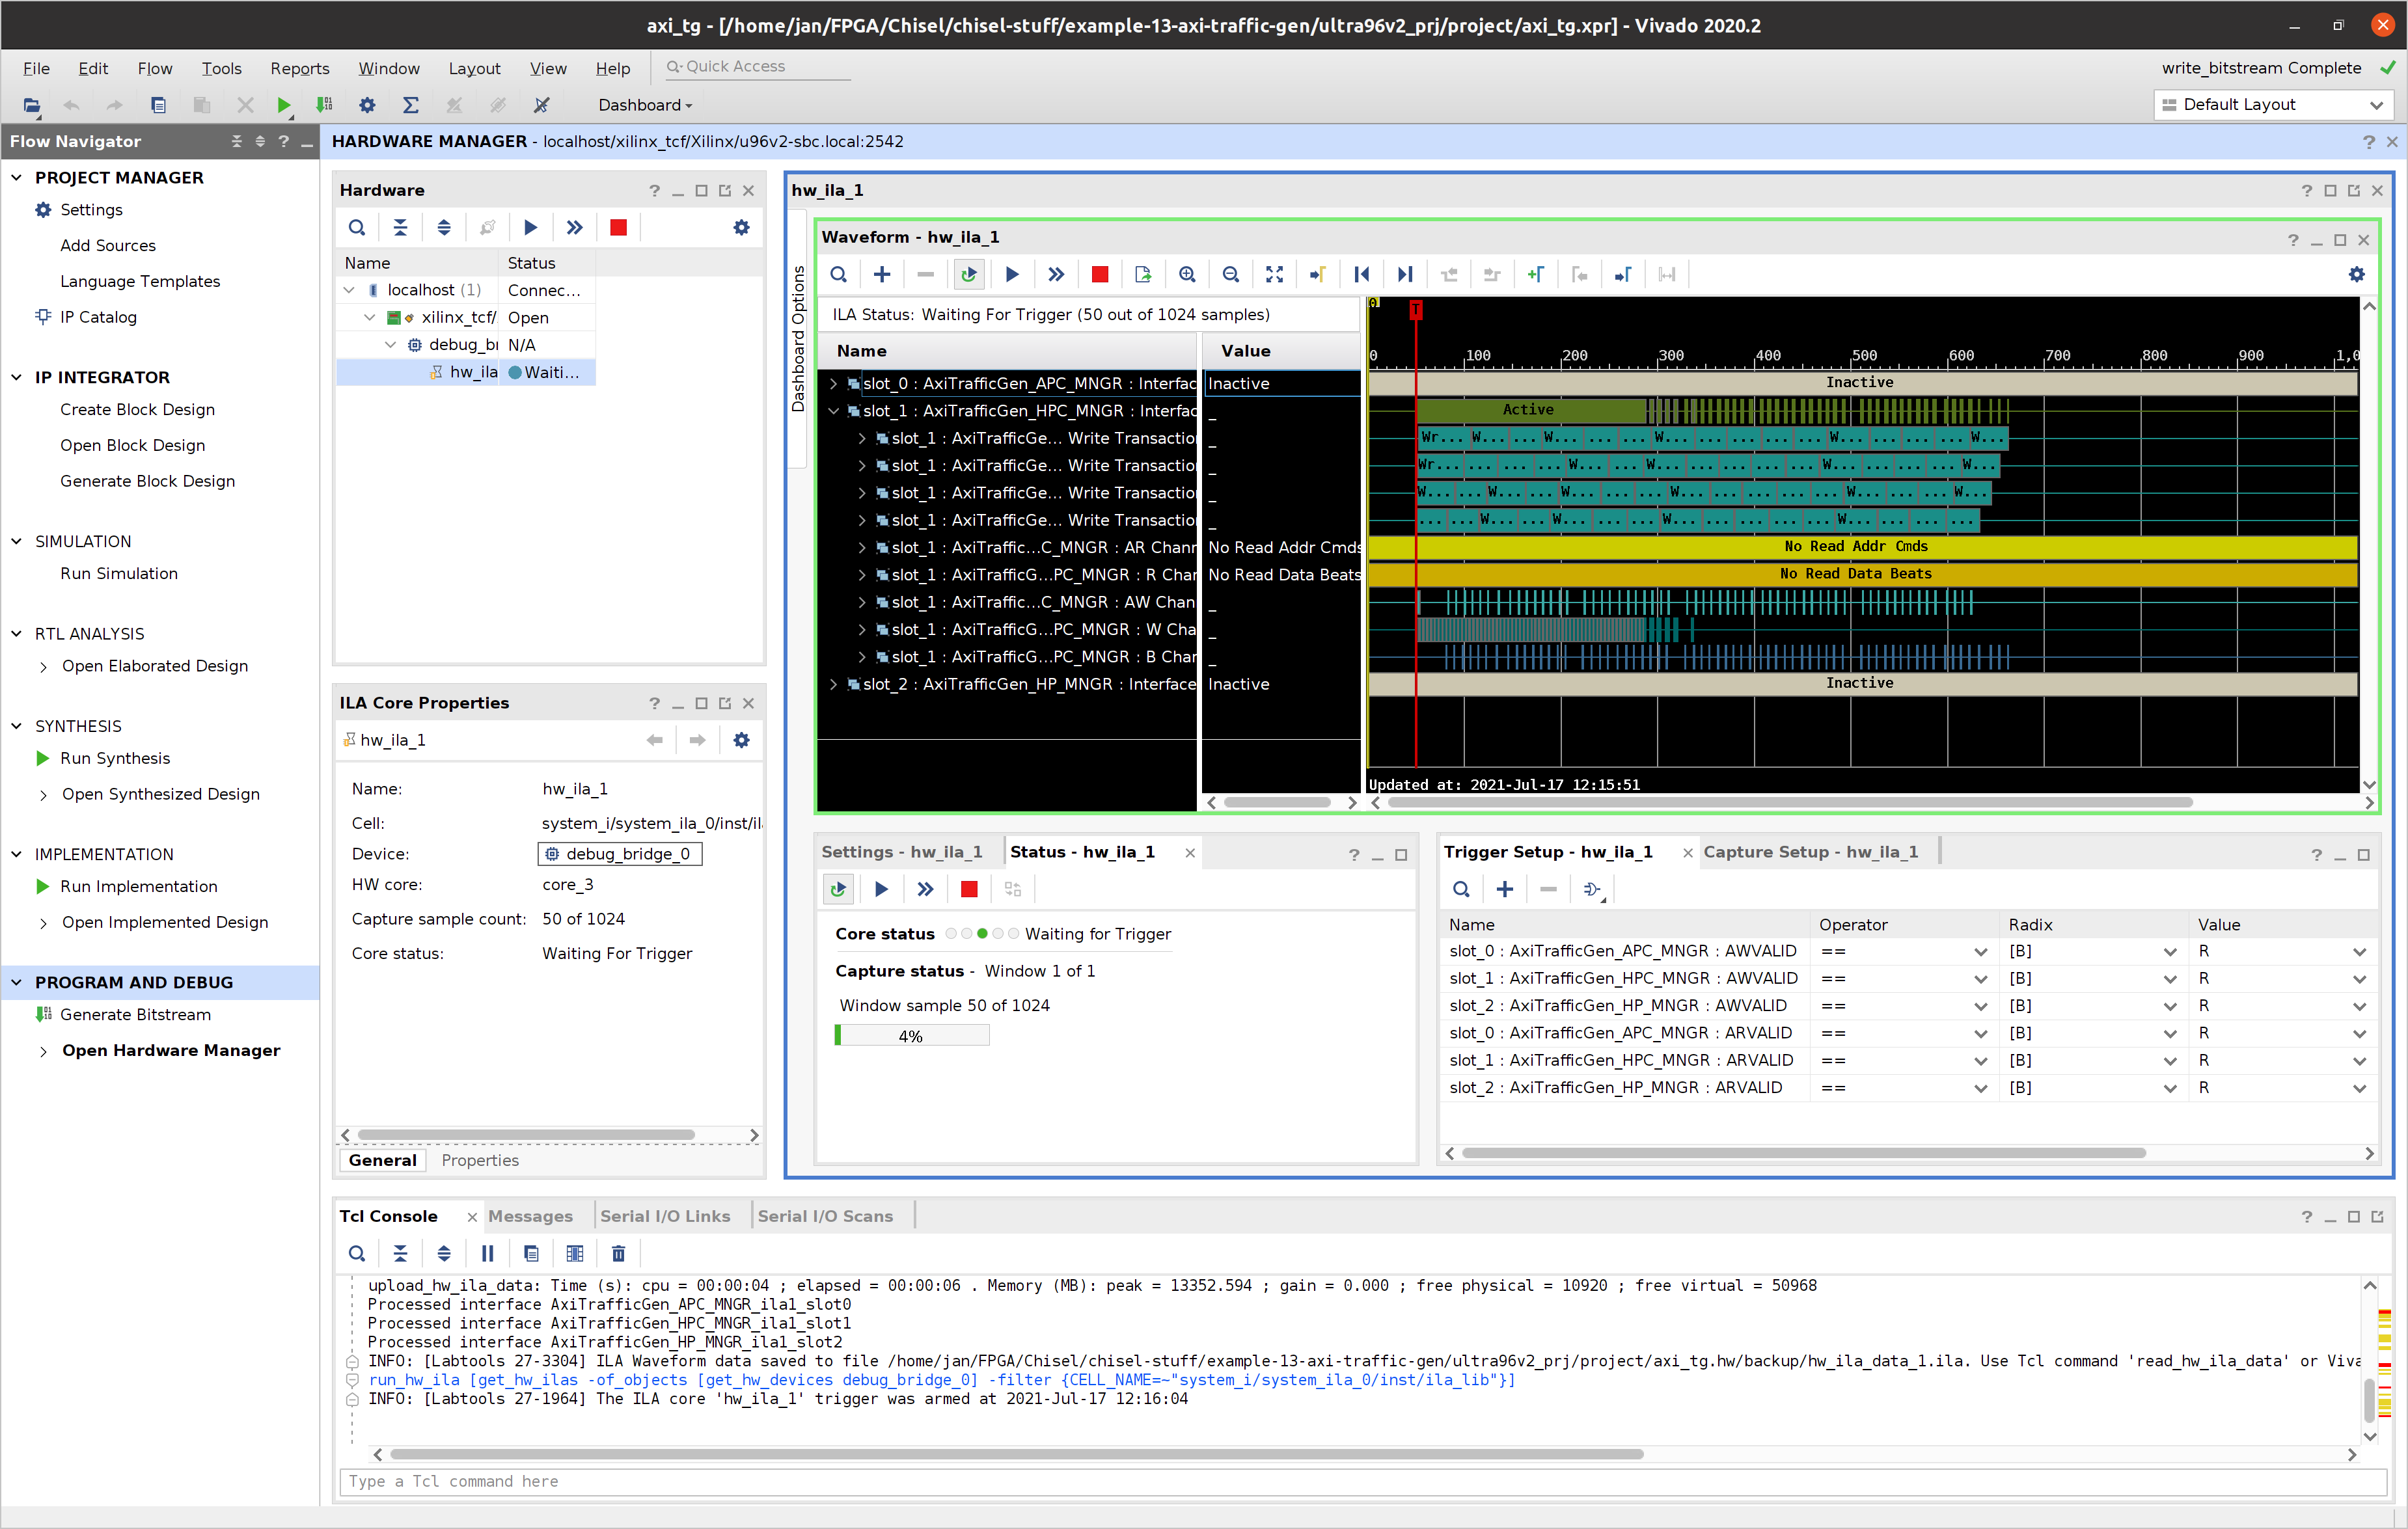 axi_tg - [/home/jan/FPGA/Chisel/chisel-stuff/example-13-axi-traffic-gen/ultra96v2_prj/project/axi_tg.xpr] - Vivado 2020.2
File Edit Flow Tools Reports Window Layout View Help Quick Access write_bitstream Complete
Dashboard Default Layout
Flow Navigator
PROJECT MANAGER
Settings
Add Sources
Language Templates
IP Catalog
IP INTEGRATOR
Create Block Design
Open Block Design
Generate Block Design
SIMULATION
Run Simulation
RTL ANALYSIS
Open Elaborated Design
SYNTHESIS
Run Synthesis
Open Synthesized Design
IMPLEMENTATION
Run Implementation
Open Implemented Design
PROGRAM AND DEBUG
Generate Bitstream
Open Hardware Manager
HARDWARE MANAGER - localhost/xilinx_tcf/Xilinx/u96v2-sbc.local:2542
Hardware
Name Status
localhost (1) Connec...
xilinx_tcf/ Open
debug_br N/A
hw_ila Waiti...
ILA Core Properties
hw_ila_1
Name: hw_ila_1
Cell: system_i/system_ila_0/inst/il
Device: debug_bridge_0
HW core: core_3
Capture sample count: 50 of 1024
Core status: Waiting For Trigger
General Properties
hw_ila_1
Dashboard Options
Waveform - hw_ila_1
ILA Status: Waiting For Trigger (50 out of 1024 samples)
Name Value
0 100 200 300 400 500 600 700 800 900 1,0
slot_0 : AxiTrafficGen_APC_MNGR : Interfac Inactive Inactive
slot_1 : AxiTrafficGen_HPC_MNGR : Interfac _ Active
slot_1 : AxiTrafficGe... Write Transactio _ Wr... W... ... W... ... ... W... ... ... ... W... ... ... ... W...
slot_1 : AxiTrafficGe... Write Transactio _ Wr... ... ... ... W... ... W... ... ... ... W... ... ... ... W...
slot_1 : AxiTrafficGe... Write Transactio _ W... ... W... ... W... ... ... W... ... ... ... ... W... ... ... W...
slot_1 : AxiTrafficGe... Write Transactio _ ... ... W... ... W... ... ... W... ... ... ... ... W... ... ... ...
slot_1 : AxiTraffic...C_MNGR : AR Chann No Read Addr Cmds No Read Addr Cmds
slot_1 : AxiTrafficG...PC_MNGR : R Char No Read Data Beats No Read Data Beats
slot_1 : AxiTraffic...C_MNGR : AW Chan _
slot_1 : AxiTrafficG...PC_MNGR : W Cha _
slot_1 : AxiTrafficG...PC_MNGR : B Char _
slot_2 : AxiTrafficGen_HP_MNGR : Interface Inactive Inactive
Updated at: 2021-Jul-17 12:15:51
Settings - hw_ila_1 Status - hw_ila_1
Core status Waiting for Trigger
Capture status - Window 1 of 1
Window sample 50 of 1024
4%
Trigger Setup - hw_ila_1 Capture Setup - hw_ila_1
Name Operator Radix Value
slot_0 : AxiTrafficGen_APC_MNGR : AWVALID == [B] R
slot_1 : AxiTrafficGen_HPC_MNGR : AWVALID == [B] R
slot_2 : AxiTrafficGen_HP_MNGR : AWVALID == [B] R
slot_0 : AxiTrafficGen_APC_MNGR : ARVALID == [B] R
slot_1 : AxiTrafficGen_HPC_MNGR : ARVALID == [B] R
slot_2 : AxiTrafficGen_HP_MNGR : ARVALID == [B] R
Tcl Console Messages Serial I/O Links Serial I/O Scans
upload_hw_ila_data: Time (s): cpu = 00:00:04 ; elapsed = 00:00:06 . Memory (MB): peak = 13352.594 ; gain = 0.000 ; free physical = 10920 ; free virtual = 50968
Processed interface AxiTrafficGen_APC_MNGR_ila1_slot0
Processed interface AxiTrafficGen_HPC_MNGR_ila1_slot1
Processed interface AxiTrafficGen_HP_MNGR_ila1_slot2
INFO: [Labtools 27-3304] ILA Waveform data saved to file /home/jan/FPGA/Chisel/chisel-stuff/example-13-axi-traffic-gen/ultra96v2_prj/project/axi_tg.hw/backup/hw_ila_data_1.ila. Use Tcl command 'read_hw_ila_data' or Viva
run_hw_ila [get_hw_ilas -of_objects [get_hw_devices debug_bridge_0] -filter {CELL_NAME=~"system_i/system_ila_0/inst/ila_lib"}]
INFO: [Labtools 27-1964] The ILA core 'hw_ila_1' trigger was armed at 2021-Jul-17 12:16:04
Type a Tcl command here